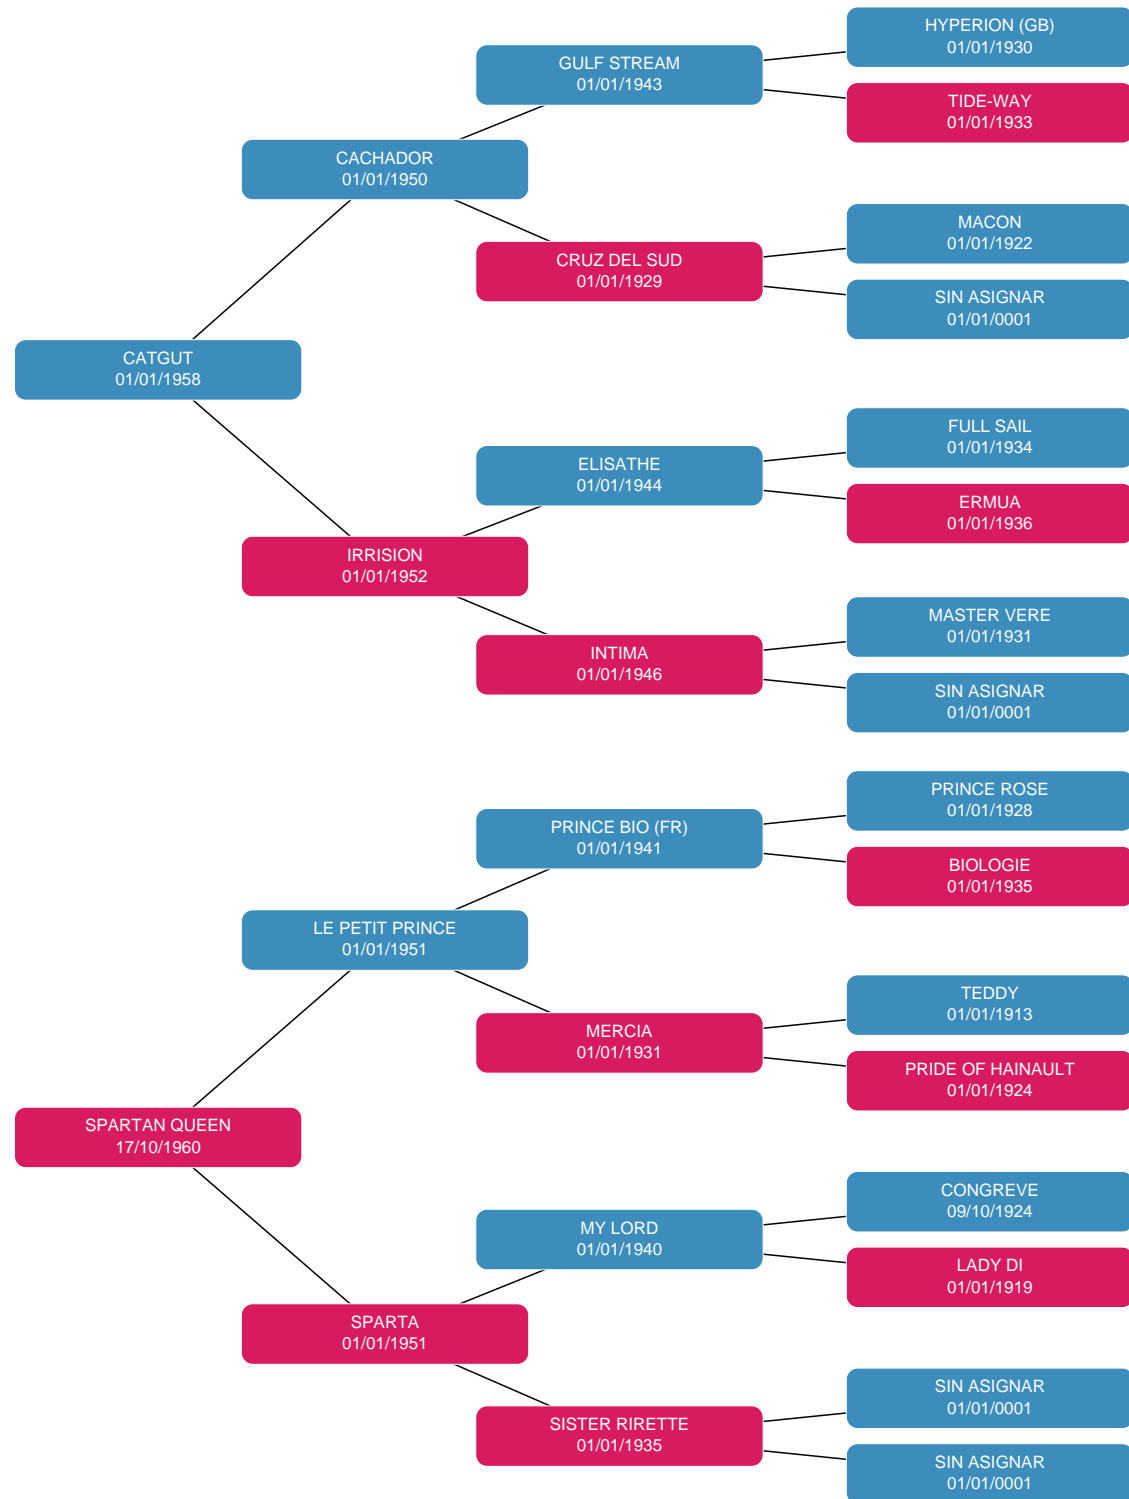 HYPERION (GB)
01/01/1930
GULF STREAM
01/01/1943
TIDE-WAY
01/01/1933
CACHADOR
01/01/1950
MACON
01/01/1922
CRUZ DEL SUD
01/01/1929
SIN ASIGNAR
01/01/0001
CATGUT
01/01/1958
FULL SAIL
01/01/1934
ELISATHE
01/01/1944
ERMUA
01/01/1936
IRRISION
01/01/1952
MASTER VERE
01/01/1931
INTIMA
01/01/1946
SIN ASIGNAR
01/01/0001
PRINCE ROSE
01/01/1928
PRINCE BIO (FR)
01/01/1941
BIOLOGIE
01/01/1935
LE PETIT PRINCE
01/01/1951
TEDDY
01/01/1913
MERCIA
01/01/1931
PRIDE OF HAINAULT
01/01/1924
SPARTAN QUEEN
17/10/1960
CONGREVE
09/10/1924
MY LORD
01/01/1940
LADY DI
01/01/1919
SPARTA
01/01/1951
SIN ASIGNAR
01/01/0001
SISTER RIRETTE
01/01/1935
SIN ASIGNAR
01/01/0001